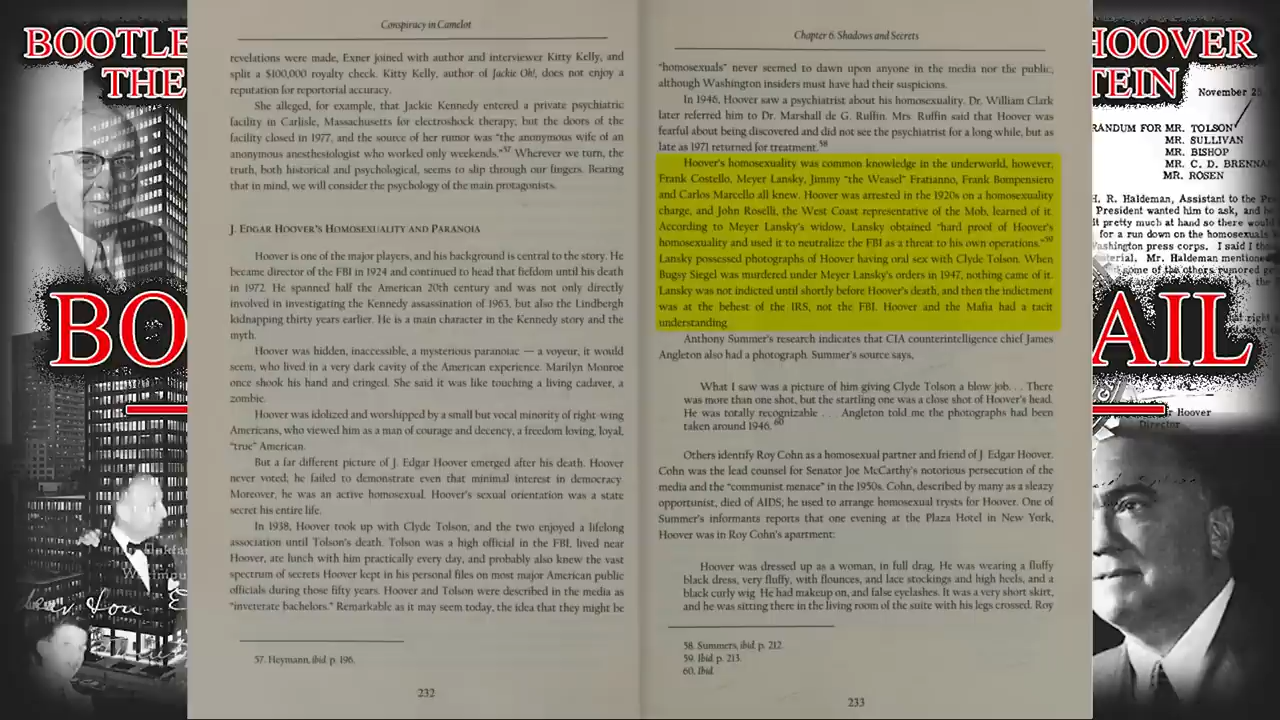 BOOTLE
THE
BO
Conspiracy in Camelot
revelations were made, Exner joined with author and interviewer Kitty Kelly, and
split a $100,000 royalty check. Kitty Kelly, author of Jackie Oh!, does not enjoy a
reputation for reportorial accuracy.
She alleged, for example, that Jackie Kennedy entered a private psychiatric
facility in Carlisle, Massachusetts for electroshock therapy; but the doors of the
facility closed in 1977, and the source of her rumor was "the anonymous wife of an
anonymous anesthesiologist who worked only weekends."57 Wherever we turn, the
truth, both historical and psychological, seems to slip through our fingers. Bearing
that in mind, we will consider the psychology of the main protagonists.
J. EDGAR HOOVER'S HOMOSEXUALITY AND PARANOIA
Hoover is one of the major players, and his background is central to the story. He
became director of the FBI in 1924 and continued to head that fiefdom until his death
in 1972. He spanned half the American 20th century and was not only directly
involved in investigating the Kennedy assassination of 1963, but also the Lindbergh
kidnapping thirty years earlier. He is a main character in the Kennedy story and the
myth.
Hoover was hidden, inaccessible, a mysterious paranoiac — a voyeur, it would
seem, who lived in a very dark cavity of the American experience. Marilyn Monroe
once shook his hand and cringed. She said it was like touching a living cadaver, a
zombie.
Hoover was idolized and worshipped by a small but vocal minority of right-wing
Americans, who viewed him as a man of courage and decency, a freedom loving, loyal,
"true" American.
But a far different picture of J. Edgar Hoover emerged after his death. Hoover
never voted; he failed to demonstrate even that minimal interest in democracy.
Moreover, he was an active homosexual. Hoover's sexual orientation was a state
secret his entire life.
In 1938, Hoover took up with Clyde Tolson, and the two enjoyed a lifelong
association until Tolson's death. Tolson was a high official in the FBI, lived near
Hoover, ate lunch with him practically every day, and probably also knew the vast
spectrum of secrets Hoover kept in his personal files on most major American public
officials during those fifty years. Hoover and Tolson were described in the media as
"inveterate bachelors." Remarkable as it may seem today, the idea that they might be
57. Heymann, ibid p. 196.
232
Chapter 6: Shadows and Secrets
"homosexuals" never seemed to dawn upon anyone in the media nor the public,
although Washington insiders must have had their suspicions.
In 1946, Hoover saw a psychiatrist about his homosexuality. Dr. William Clark
later referred him to Dr. Marshall de G. Ruffin. Mrs. Ruffin said that Hoover was
fearful about being discovered and did not see the psychiatrist for a long while, but as
late as 1971 returned for treatment.58
Hoover's homosexuality was common knowledge in the underworld, however,
Frank Costello, Meyer Lansky, Jimmy "the Weasel" Fratianno, Frank Bompensiero
and Carlos Marcello all knew. Hoover was arrested in the 1920s on a homosexuality
charge, and John Roselli, the West Coast representative of the Mob, learned of it.
According to Meyer Lansky's widow, Lansky obtained "hard proof of Hoover's
homosexuality and used it to neutralize the FBI as a threat to his own operations."59
Lansky possessed photographs of Hoover having oral sex with Clyde Tolson. When
Bugsy Siegel was murdered under Meyer Lansky's orders in 1947, nothing came of it.
Lansky was not indicted until shortly before Hoover's death, and then the indictment
was at the behest of the IRS, not the FBI. Hoover and the Mafia had a tacit
understanding.
Anthony Summer's research indicates that CIA counterintelligence chief James
Angleton also had a photograph. Summer's source says,
What I saw was a picture of him giving Clyde Tolson a blow job. . . There
was more than one shot, but the startling one was a close shot of Hoover's head.
He was totally recognizable . . . Angleton told me the photographs had been
taken around 1946.60
Others identify Roy Cohn as a homosexual partner and friend of J. Edgar Hoover.
Cohn was the lead counsel for Senator Joe McCarthy's notorious persecution of the
media and the "communist menace" in the 1950s. Cohn, described by many as a sleazy
opportunist, died of AIDS, he used to arrange homosexual trysts for Hoover. One of
Summer's informants reports that one evening at the Plaza Hotel in New York,
Hoover was in Roy Cohn's apartment:
Hoover was dressed up as a woman, in full drag. He was wearing a fluffy
black dress, very fluffy, with flounces, and lace stockings and high heels, and a
black curly wig. He had makeup on, and false eyelashes. It was a very short skirt,
and he was sitting there in the living room of the suite with his legs crossed. Roy
58. Summers, ibid. p. 212.
59. Ibid. p. 213.
60. Ibid.
233
HOOVER
TEIN
November 25
RANDUM FOR MR. TOLSON
MR. SULLIVAN
MR. BISHOP
MR. C. D. BRENNA
MR. ROSEN
H. R. Haldeman, Assistant to the Pre
President wanted him to ask, and he
lt pretty much at hand so there would
for a run down on the homosexuals
Washington press corps. I said I tho
terial. Mr. Haldeman mentioned
some of the others rumored
AIL
Hoover
Director